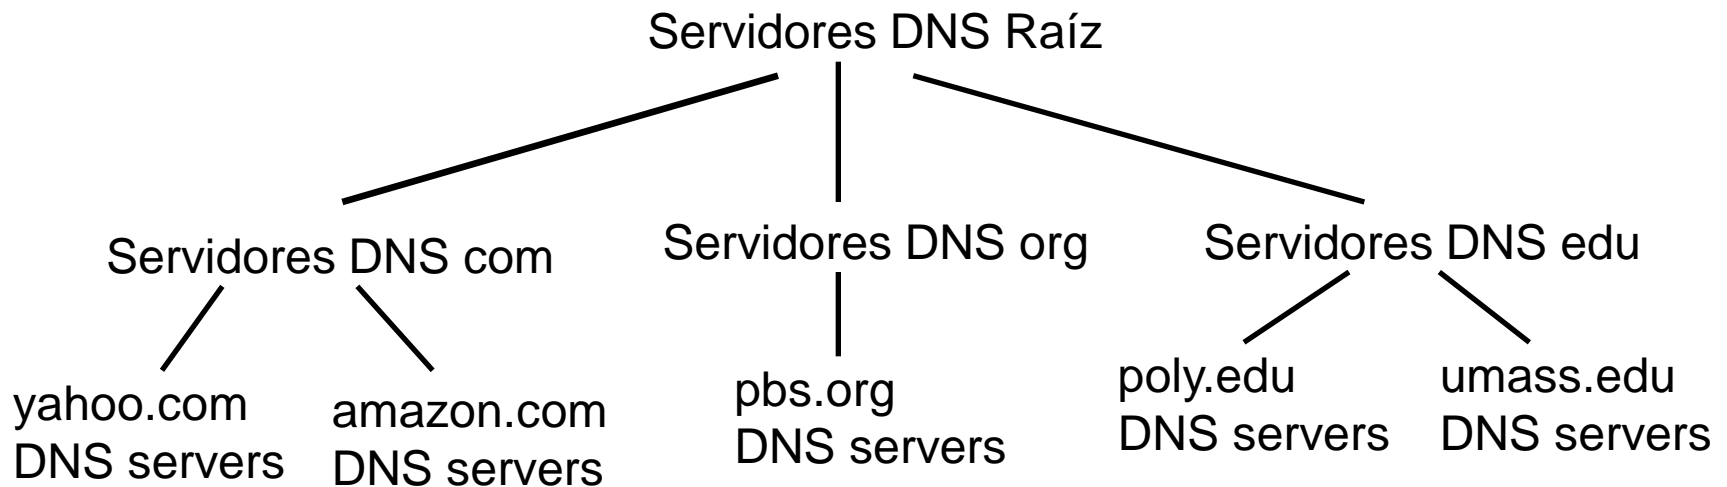 Servidores DNS Raíz
Servidores DNS com
Servidores DNS org
Servidores DNS edu
yahoo.com
DNS servers
amazon.com
DNS servers
pbs.org
DNS servers
poly.edu
DNS servers
umass.edu
DNS servers